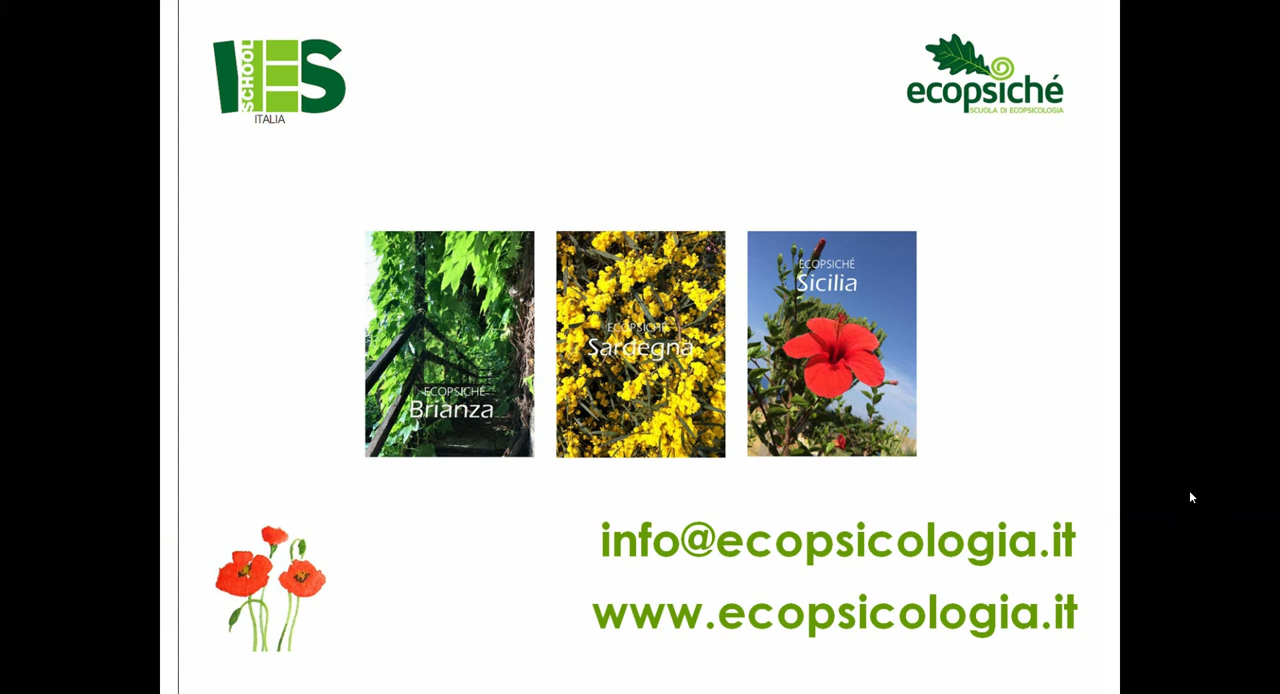 IES
SCHOOL
ITALIA
ecopsiché
SCUOLA DI ECOPSICOLOGIA
ECOPSICHÉ
Brianza
ECOPSICHÉ
Sardegna
ECOPSICHÉ
Sicilia
info@ecopsicologia.it
www.ecopsicologia.it